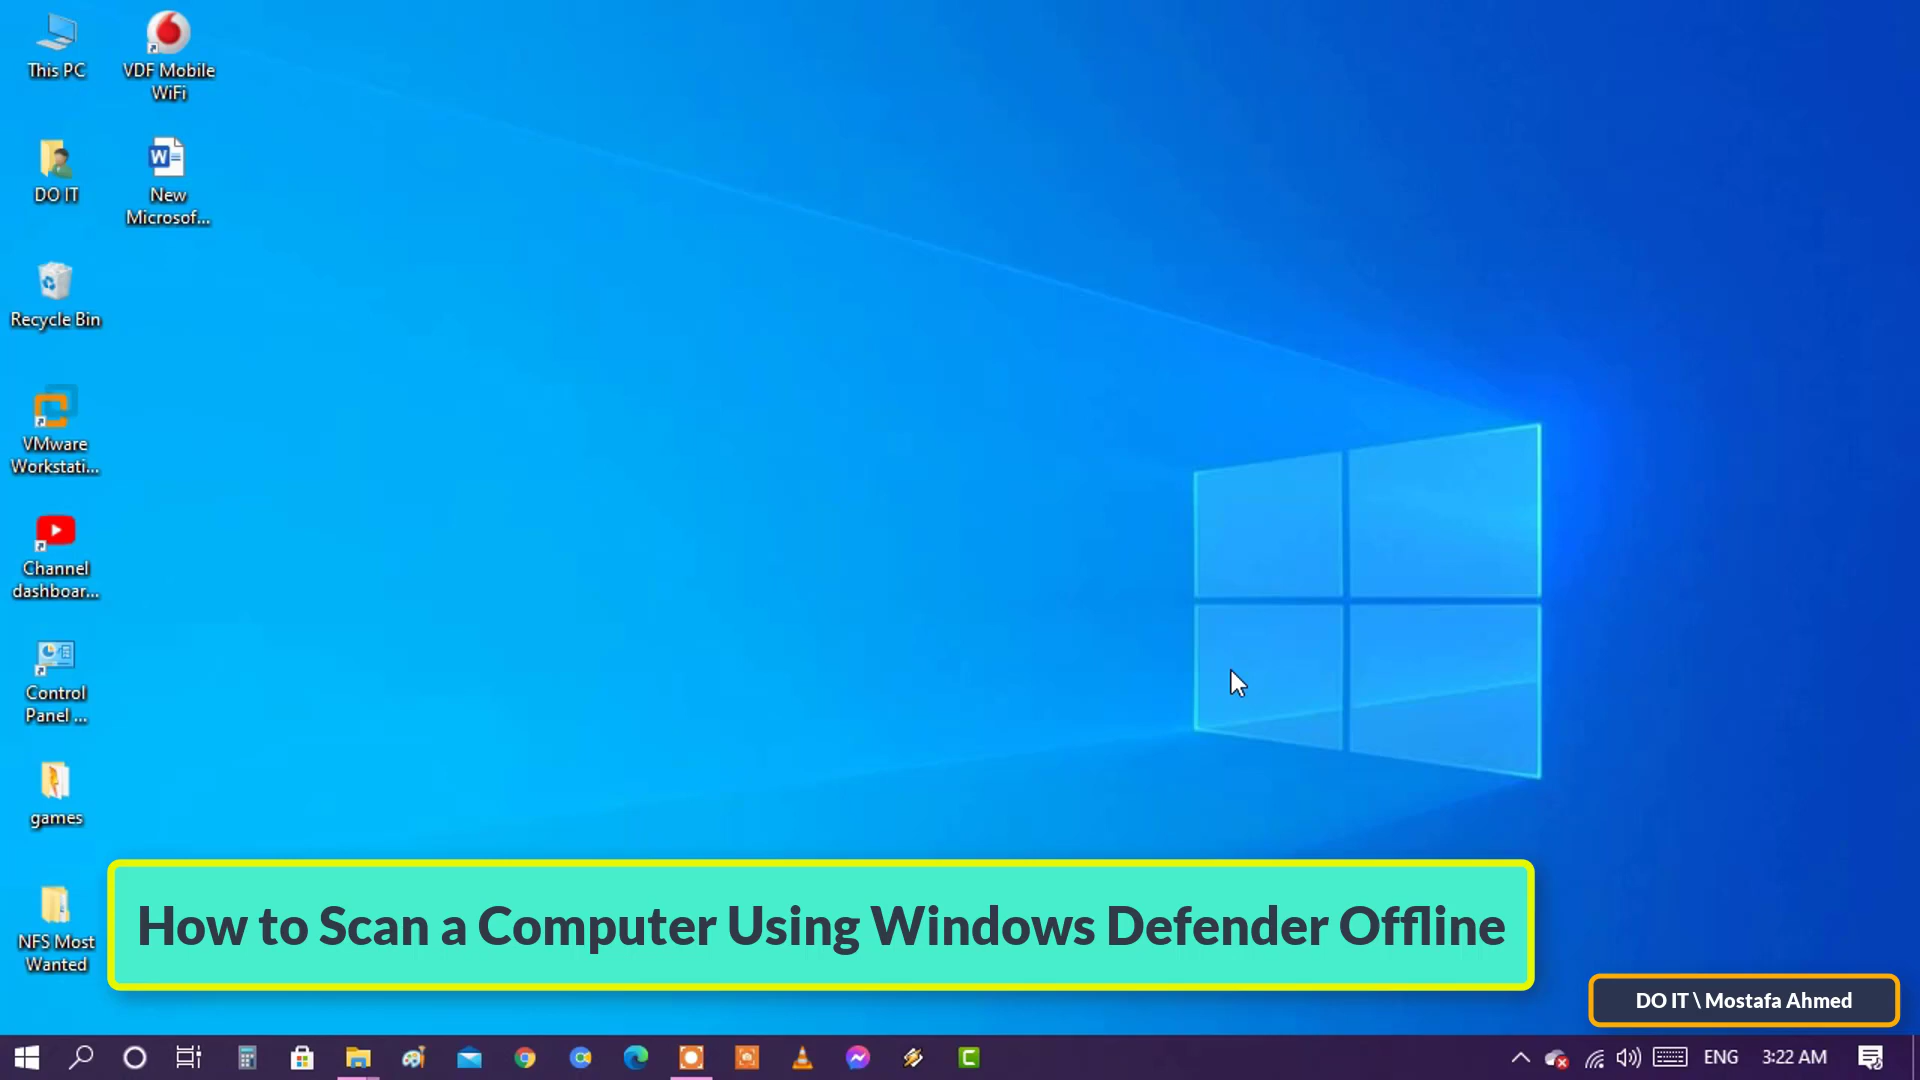 This PC
VDF Mobile
WiFi
DO IT
New
Microsof...
Recycle Bin
VMware
Workstati...
Channel
dashboar...
Control
Panel ...
games
NFS Most
Wanted
How to Scan a Computer Using Windows Defender Offline
DO IT \ Mostafa Ahmed
ENG
3:22 AM